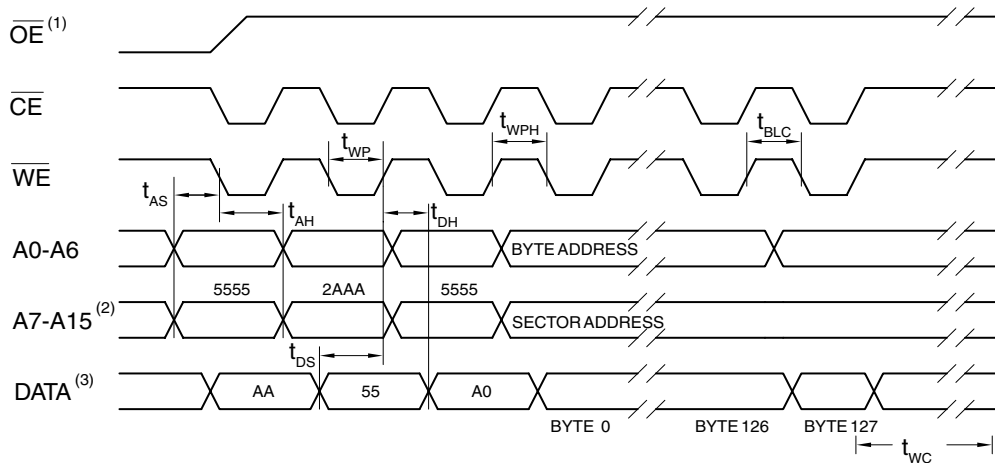 OE (1)
CE
tWP
tWPH
tBLC
WE
tAS
tAH
tDH
A0-A6
BYTE ADDRESS
5555
2AAA
5555
A7-A15 (2)
SECTOR ADDRESS
tDS
DATA (3)
AA
55
A0
BYTE 0
BYTE 126
BYTE 127
tWC